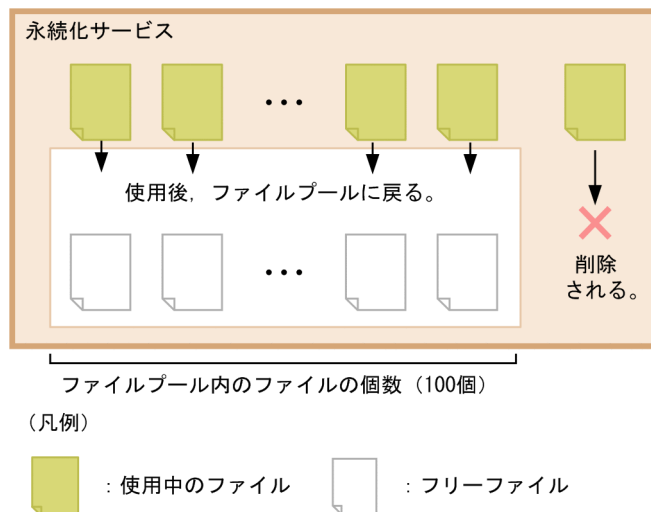 永続化サービス
・・・
使用後，ファイルプールに戻る。
・・・
削除
される。
ファイルプール内のファイルの個数（100個）
（凡例）
：使用中のファイル
：フリーファイル